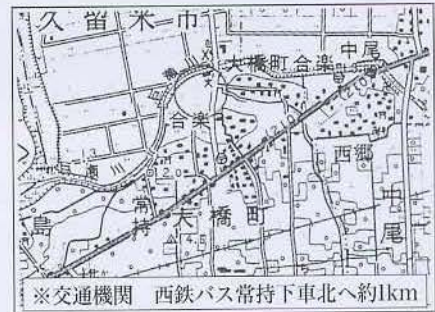 久留米市
中尾
大橋町合楽
合楽
西郷
中尾
常持
大橋町
島
※交通機関 西鉄バス常持下車北へ約1km